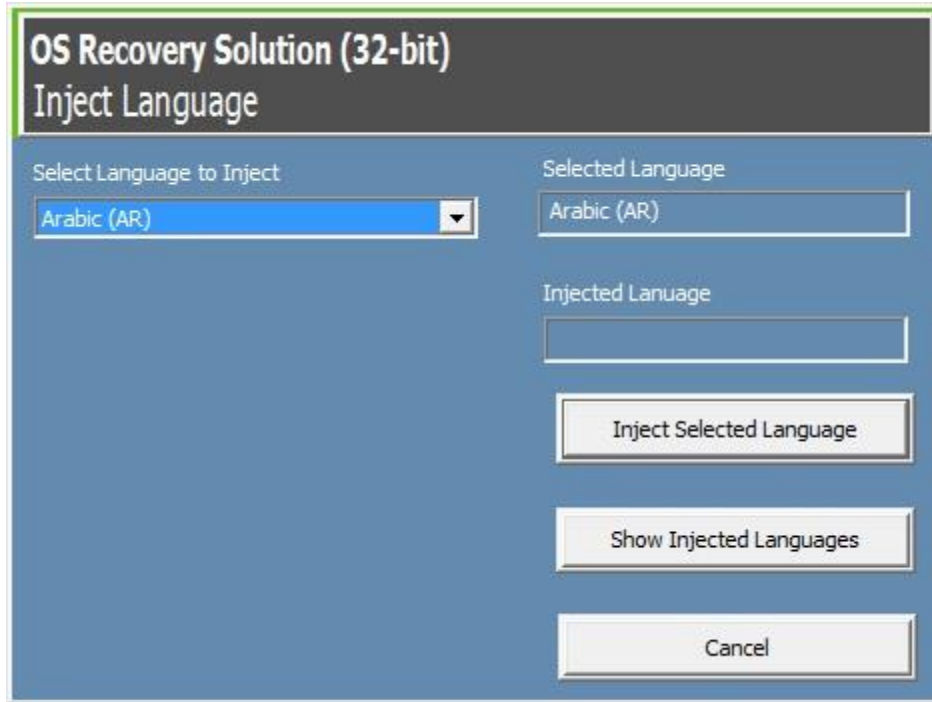 OS Recovery Solution (32-bit)
Inject Language
Select Language to Inject
Arabic (AR)
Selected Language
Arabic (AR)
Injected Lanuage
Inject Selected Language
Show Injected Languages
Cancel